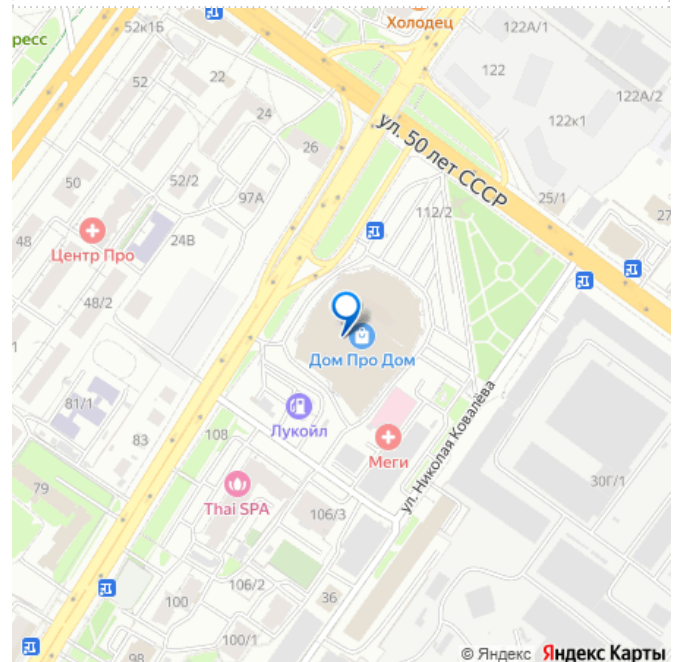 Холодец
122А/1
52к1Б
ресс
122
52
22
122А/2
24
122к1
ул. 50 лет СССР
26
52/2
50
97А
25/1
27
112/2
48
24В
Центр Про
48/2
Дом Про Дом
81/1
Лукойл
108
83
Меги
ул. Николая Ковалёва
30Г/1
79
Thai SPA
106/3
106/2
100
36
100/1
98
© Яндекс Яндекс Карты